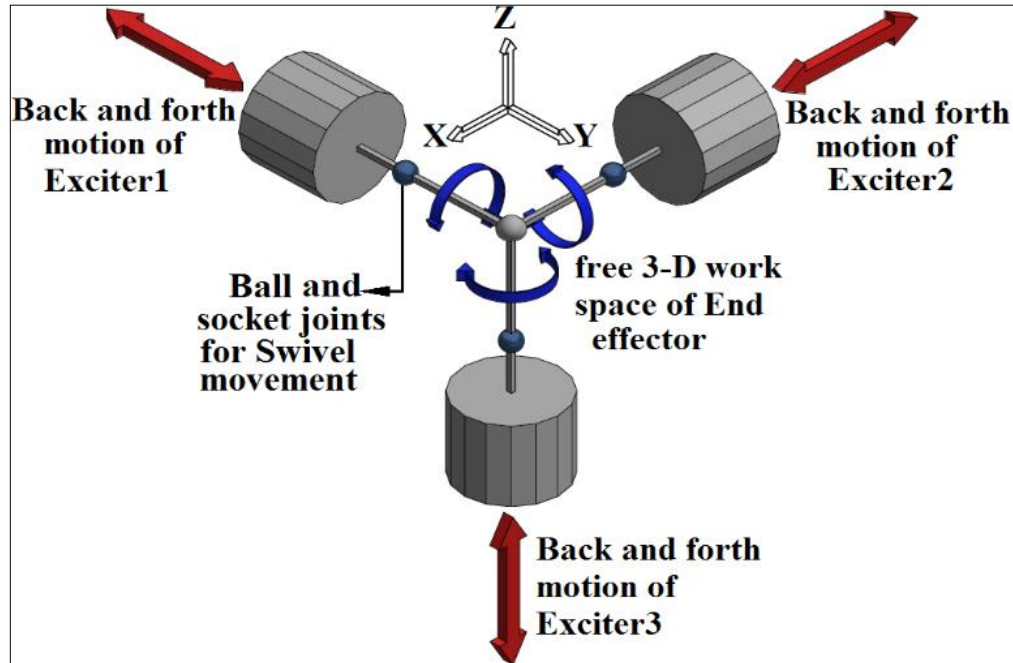 Z
X
Y
Back and forth
motion of
Exciter1
Back and forth
motion of
Exciter2
Ball and
socket joints
for Swivel
movement
free 3-D work
space of End
effector
Back and forth
motion of
Exciter3